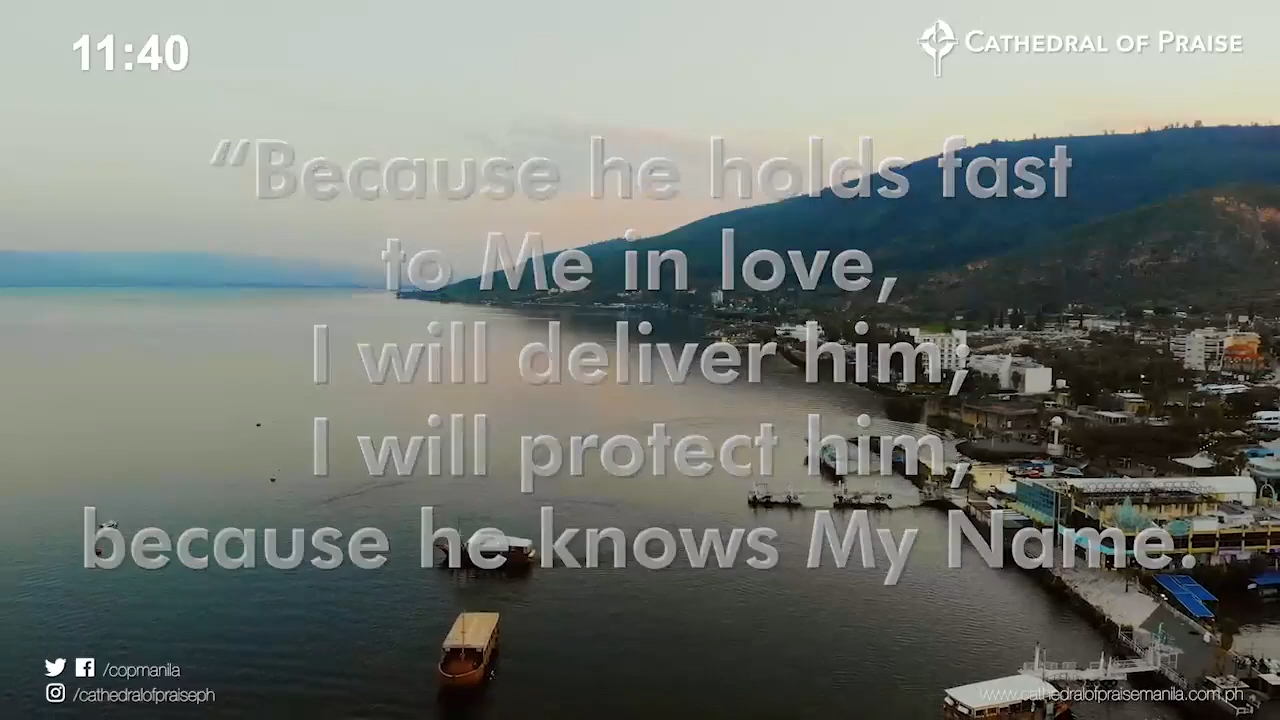 11:40
CATHEDRAL OF PRAISE
“Because he holds fast
to Me in love,
I will deliver him;
I will protect him,
because he knows My Name.
/copmanila
/cathedralofpraiseph
www.cathedralofpraisemanila.com.ph